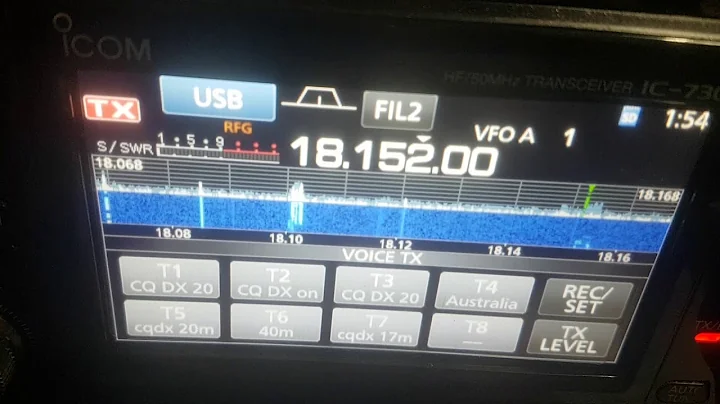 ICOM
HF/50MHz TRANSCEIVER IC-73
TX USB FIL2 1:54
RFG VFO A 1
S/SWR 1 5 9 18.152.00
18.068 18.168
18.08 18.10 18.12 18.14 18.16
VOICE TX
T1 T2 T3 T4 REC/
CQ DX 20 CQ DX on CQ DX 20 Australia SET
T5 T6 T7 T8 TX
cqdx 20m 40m cqdx 17m --- LEVEL
TX
AUTO